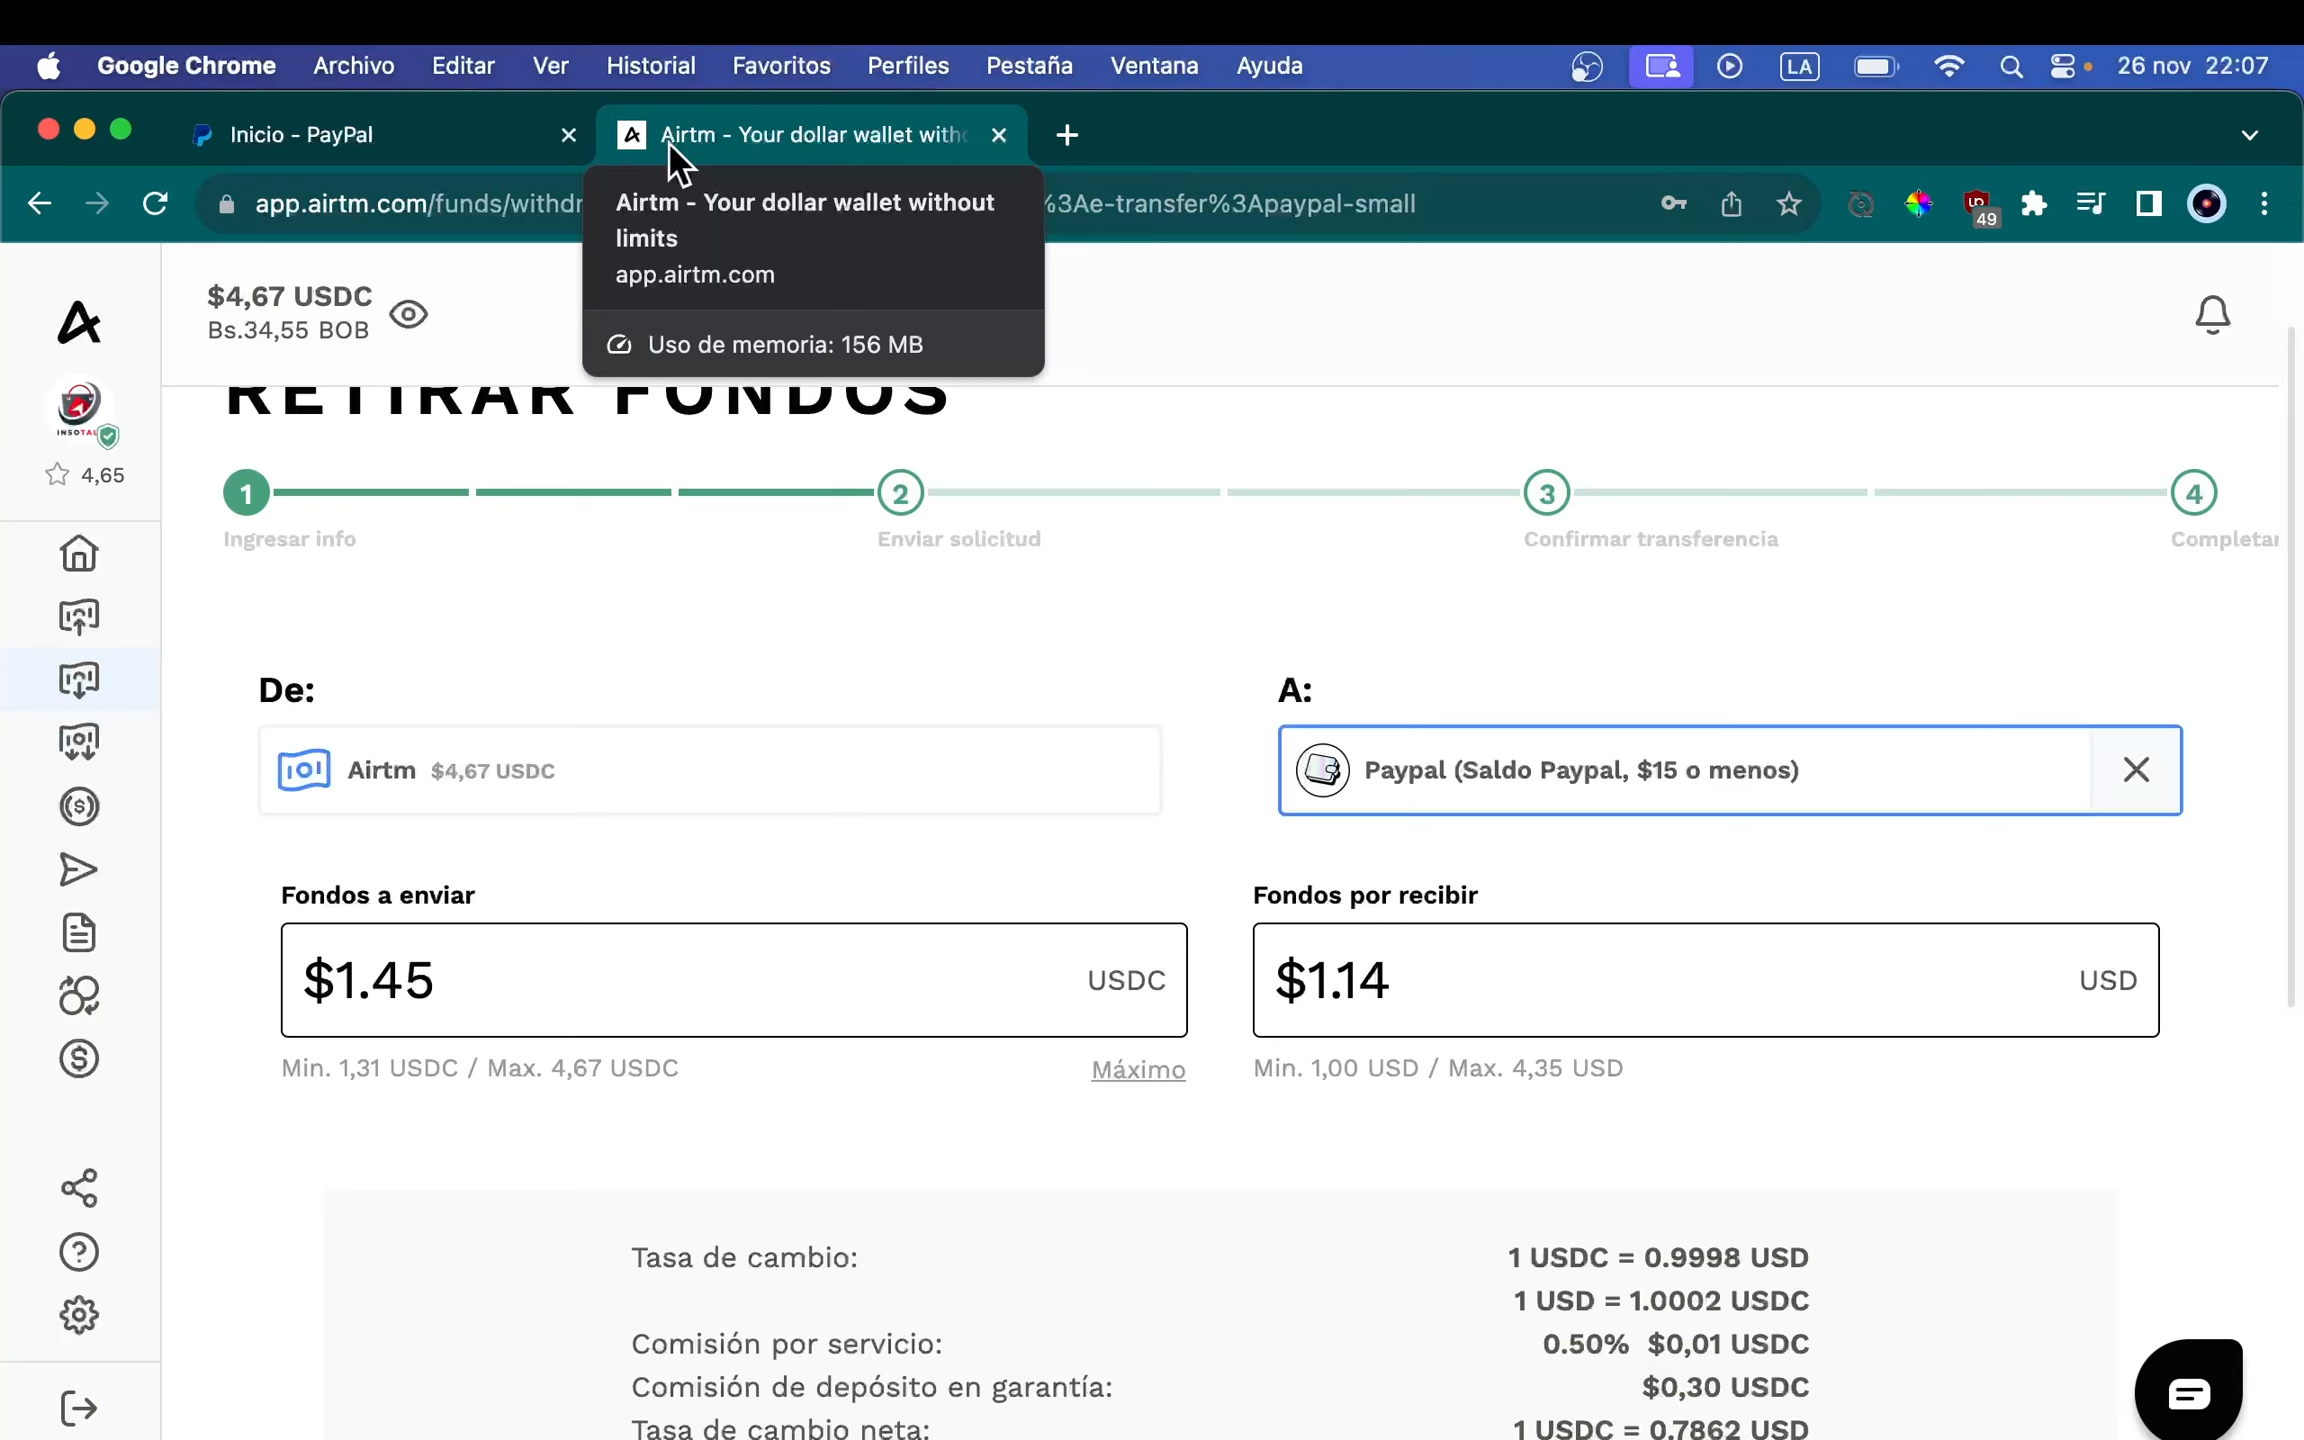 Google Chrome Archivo Editar Ver Historial Favoritos Perfiles Pestaña Ventana Ayuda LA 26 nov 22:07
Inicio - PayPal Airtm - Your dollar wallet witho
app.airtm.com/funds/withdr %3Ae-transfer%3Apaypal-small 49
Airtm - Your dollar wallet without
limits
app.airtm.com
Uso de memoria: 156 MB
$4,67 USDC
Bs.34,55 BOB
INSOTAL
4,65
RETIRAR FONDOS
1 2 3 4
Ingresar info Enviar solicitud Confirmar transferencia Completar
De: A:
Airtm $4,67 USDC Paypal (Saldo Paypal, $15 o menos)
Fondos a enviar Fondos por recibir
$1.45 USDC $1.14 USD
Min. 1,31 USDC / Max. 4,67 USDC Máximo Min. 1,00 USD / Max. 4,35 USD
Tasa de cambio: 1 USDC = 0.9998 USD
1 USD = 1.0002 USDC
Comisión por servicio: 0.50% $0,01 USDC
Comisión de depósito en garantía: $0,30 USDC
Tasa de cambio neta: 1 USDC = 0.7862 USD